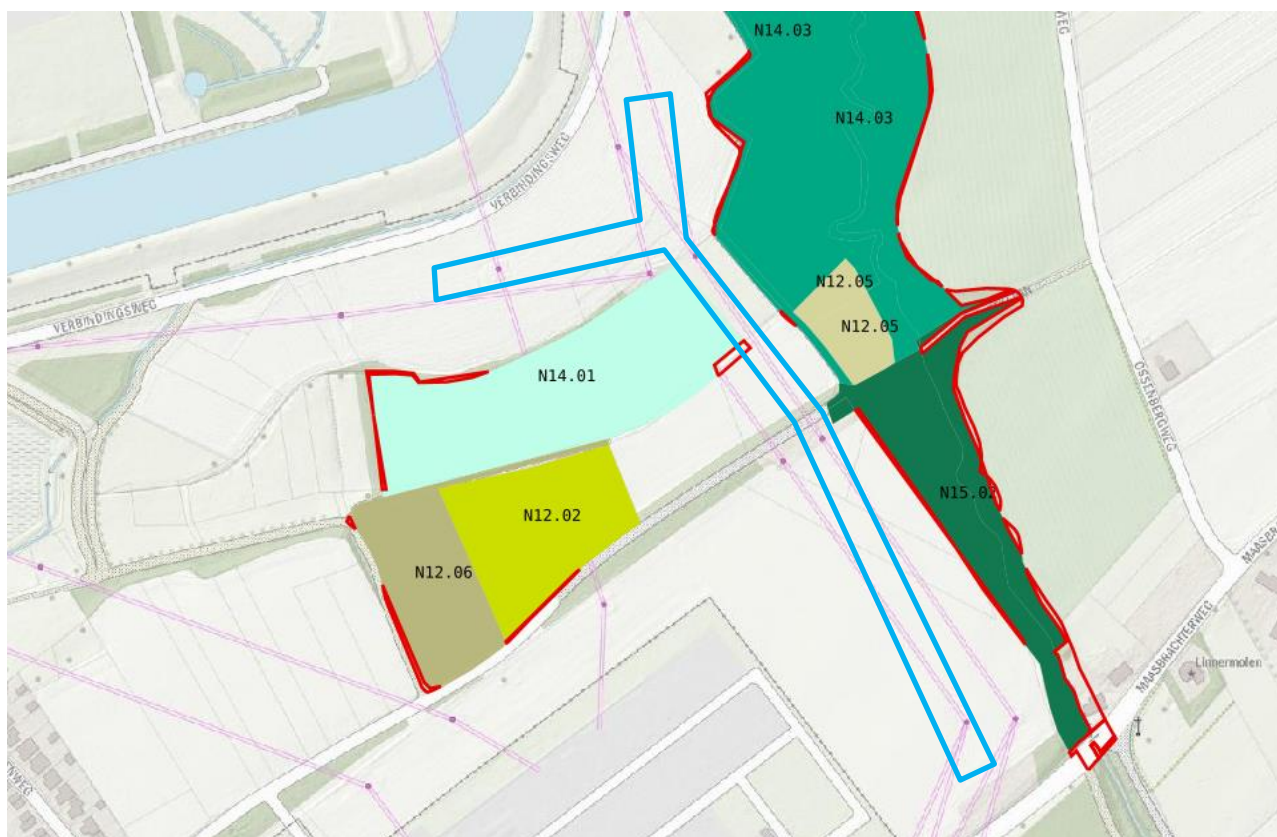 N14.03
WEG
N14.03
VERBINDINGSWEG
N12.05
VERBINDINGSWEG
N12.05
N14.01
OSSENBERGWEG
N15.02
N12.02
N12.06
MAASBRACHTERWEG
Linnermolen